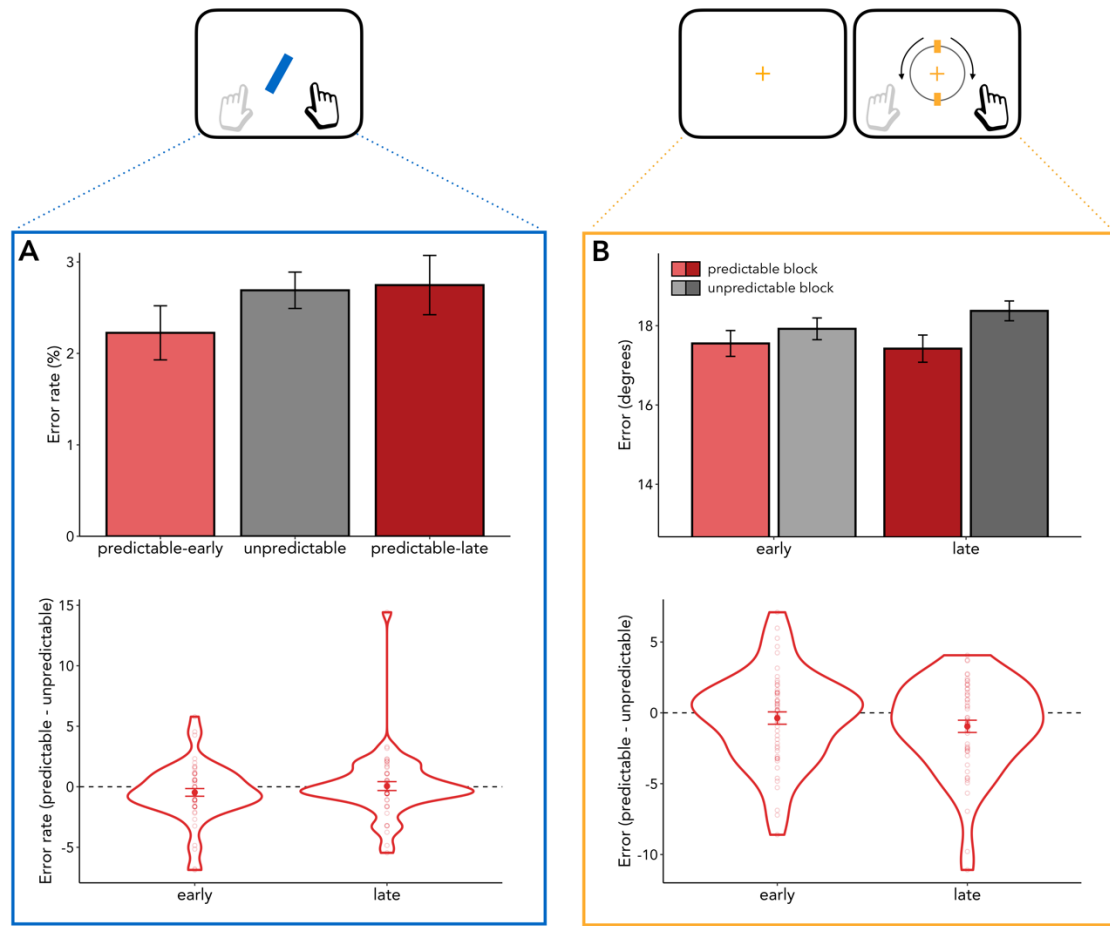 A
Error rate (%)
3
2
1
0
predictable-early unpredictable predictable-late
Error rate (predictable - unpredictable)
15
10
5
0
-5
early late
B
predictable block
unpredictable block
Error (degrees)
18
16
14
early late
Error (predictable - unpredictable)
5
0
-5
-10
early late